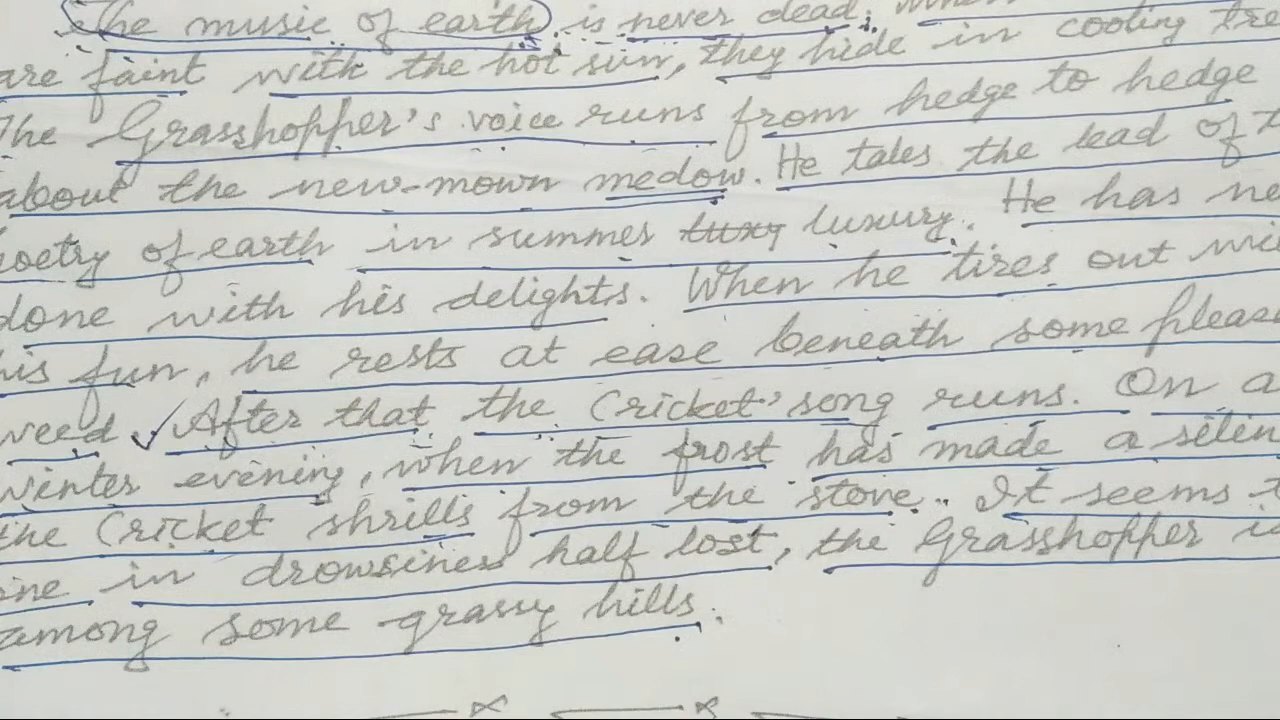 The music of earth is never dead;
are faint with the hot sun, they hide in cooling tre
The Grasshopper's voice runs from hedge to hedge
about the new-mown medow. He takes the lead of t
poetry of earth in summer luxury. He has ne
done with his delights. When he tires out wi
his fun, he rests at ease beneath some pleas
weed. After that the Cricket's song runs. On a
winter evening, when the frost has made a silen
the Cricket shrills from the stove. It seems t
one in drowsiness half lost, the Grasshopper i
among some grassy hills.